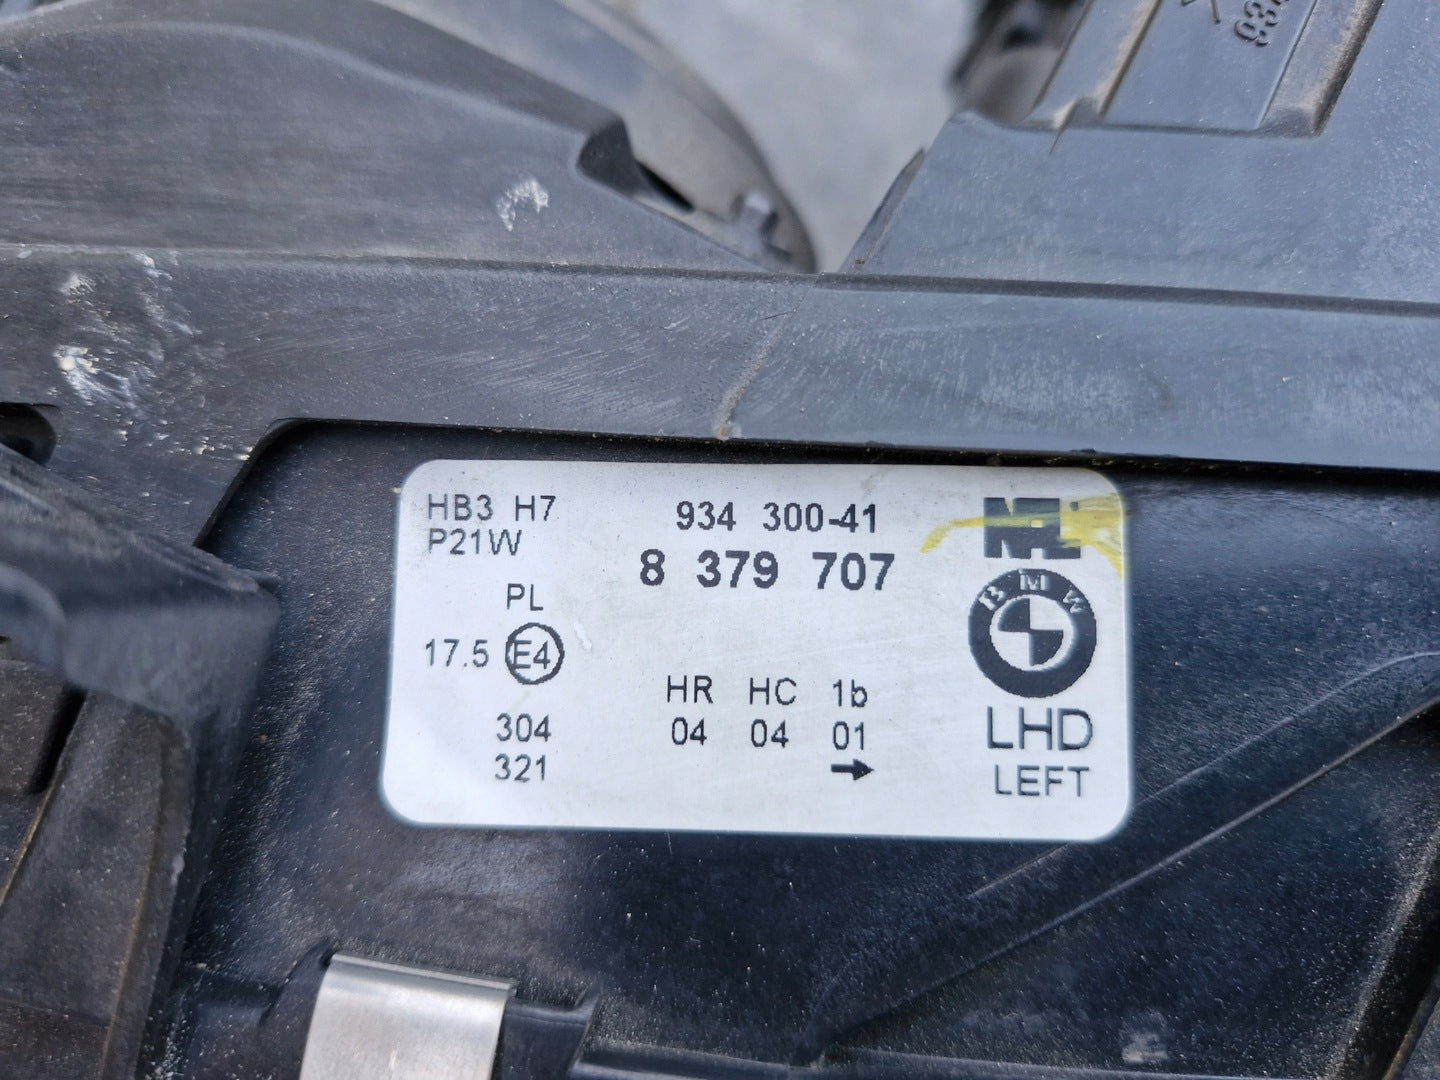 HB3 H7
P21W
934 300-41
8 379 707
PL
17.5 E4
304
321
HR HC 1b
04 04 01
BMW
LHD
LEFT